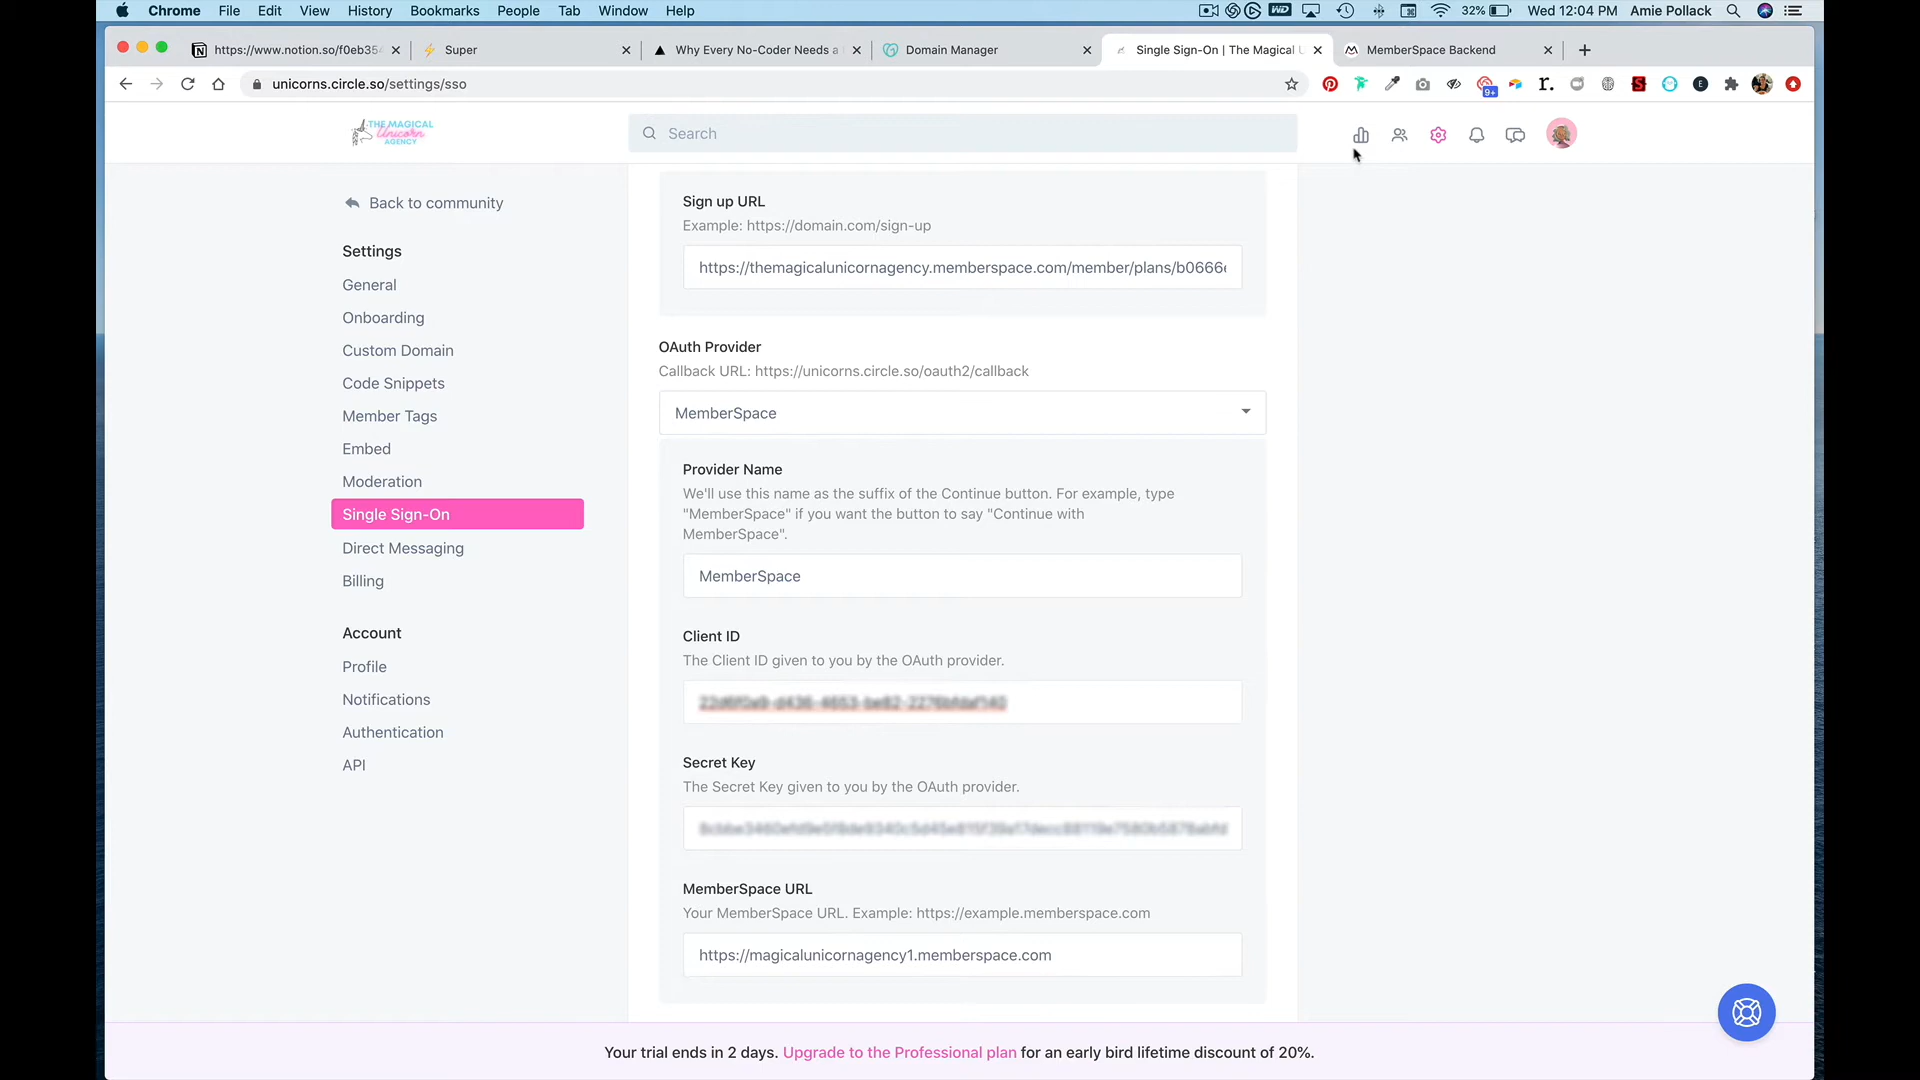 Chrome File Edit View History Bookmarks People Tab Window Help
32% Wed 12:04 PM Amie Pollack
https://www.notion.so/f0eb354
Super
Why Every No-Coder Needs a
Domain Manager
Single Sign-On | The Magical U
MemberSpace Backend
unicorns.circle.so/settings/sso
9+
THE MAGICAL
Unicorn
AGENCY
Search
Back to community
Settings
General
Onboarding
Custom Domain
Code Snippets
Member Tags
Embed
Moderation
Single Sign-On
Direct Messaging
Billing
Account
Profile
Notifications
Authentication
API
Sign up URL
Example: https://domain.com/sign-up
https://themagicalunicornagency.memberspace.com/member/plans/b0666e
OAuth Provider
Callback URL: https://unicorns.circle.so/oauth2/callback
MemberSpace
Provider Name
We'll use this name as the suffix of the Continue button. For example, type
"MemberSpace" if you want the button to say "Continue with
MemberSpace".
MemberSpace
Client ID
The Client ID given to you by the OAuth provider.
Secret Key
The Secret Key given to you by the OAuth provider.
MemberSpace URL
Your MemberSpace URL. Example: https://example.memberspace.com
https://magicalunicornagency1.memberspace.com
Your trial ends in 2 days. Upgrade to the Professional plan for an early bird lifetime discount of 20%.